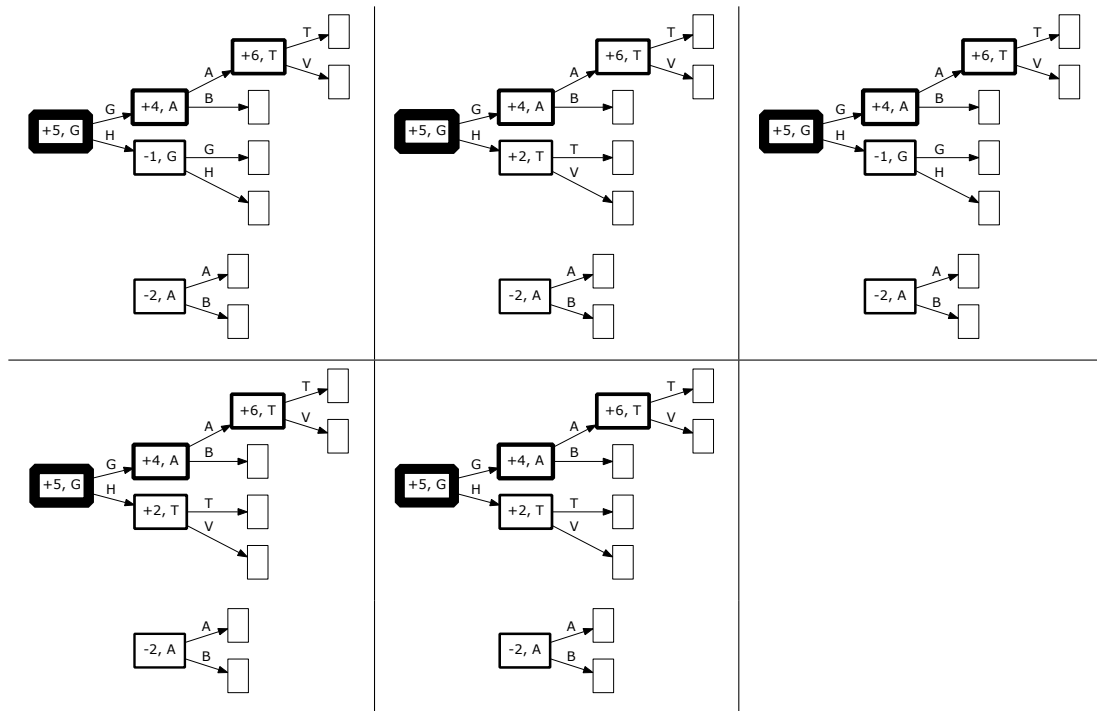 T
+6, T
V
A
+4, A
B
G
+5, G
H
-1, G
G
H
A
-2, A
B
T
+6, T
V
A
+4, A
B
G
+5, G
H
+2, T
T
V
A
-2, A
B
T
+6, T
V
A
+4, A
B
G
+5, G
H
-1, G
G
H
A
-2, A
B
T
+6, T
V
A
+4, A
B
G
+5, G
H
+2, T
T
V
A
-2, A
B
T
+6, T
V
A
+4, A
B
G
+5, G
H
+2, T
T
V
A
-2, A
B